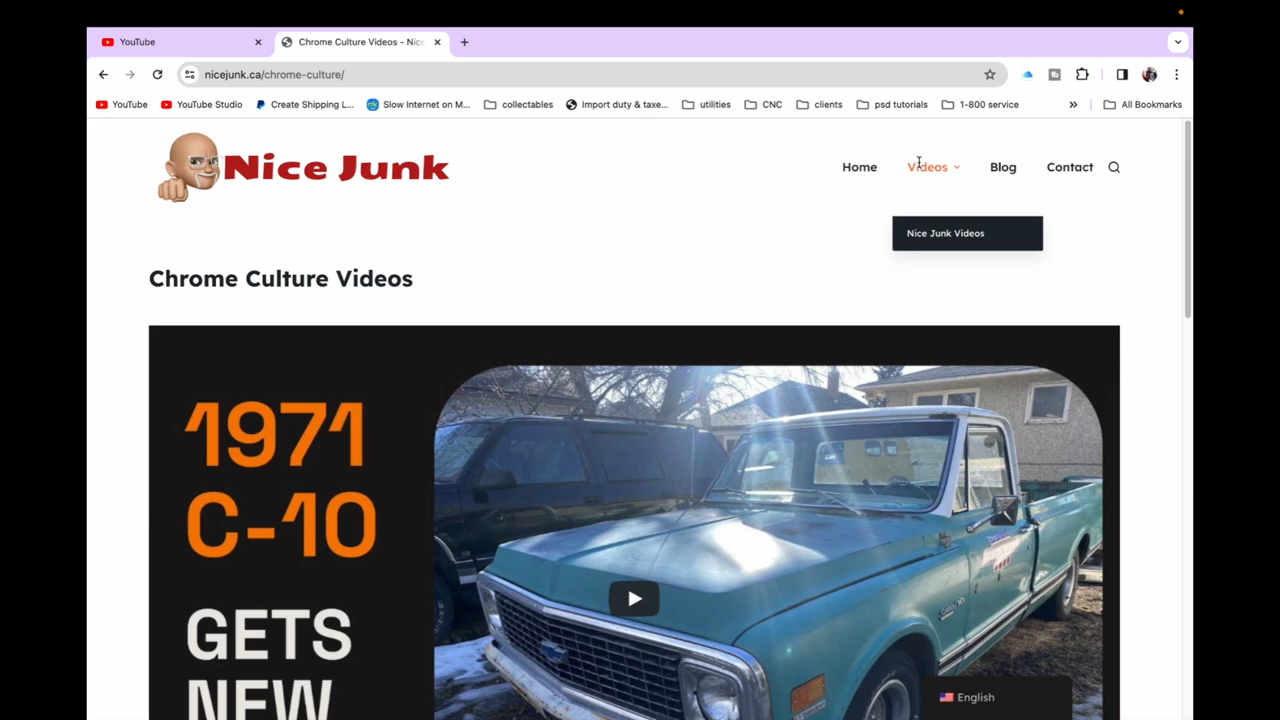 YouTube
Chrome Culture Videos - Nice
nicejunk.ca/chrome-culture/
YouTube
YouTube Studio
Create Shipping L...
Slow Internet on M...
collectables
Import duty & taxe...
utilities
CNC
clients
psd tutorials
1-800 service
»
All Bookmarks
Nice Junk
Home
Videos
Blog
Contact
Nice Junk Videos
Chrome Culture Videos
1971
C-10
GETS
NEW
English